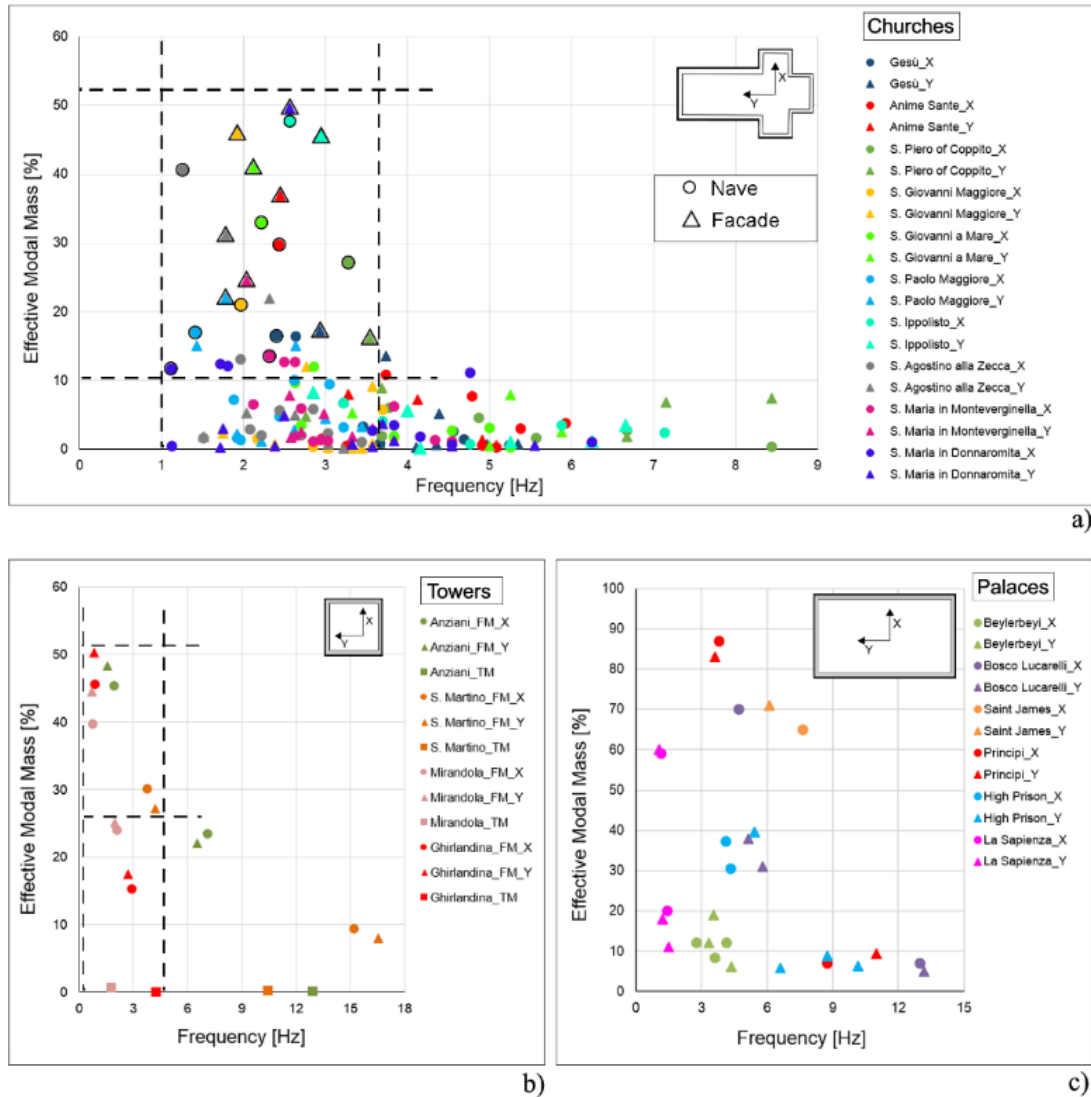 60
50
40
30
20
10
0
Effective Modal Mass [%]
0 1 2 3 4 5 6 7 8 9
Frequency [Hz]
X
Y
Nave
Facade
Churches
Gesù_X
Gesù_Y
Anime Sante_X
Anime Sante_Y
S. Piero of Coppito_X
S. Piero of Coppito_Y
S. Giovanni Maggiore_X
S. Giovanni Maggiore_Y
S. Giovanni a Mare_X
S. Giovanni a Mare_Y
S. Paolo Maggiore_X
S. Paolo Maggiore_Y
S. Ippolisto_X
S. Ippolisto_Y
S. Agostino alla Zecca_X
S. Agostino alla Zecca_Y
S. Maria in Monteverginella_X
S. Maria in Monteverginella_Y
S. Maria in Donnaromita_X
S. Maria in Donnaromita_Y
a)
60
50
40
30
20
10
0
Effective Modal Mass [%]
0 3 6 9 12 15 18
Frequency [Hz]
X
Y
Towers
Anziani_FM_X
Anziani_FM_Y
Anziani_TM
S. Martino_FM_X
S. Martino_FM_Y
S. Martino_TM
Mirandola_FM_X
Mirandola_FM_Y
Mirandola_TM
Ghirlandina_FM_X
Ghirlandina_FM_Y
Ghirlandina_TM
b)
100
90
80
70
60
50
40
30
20
10
0
Effective Modal Mass [%]
0 3 6 9 12 15
Frequency [Hz]
X
Y
Palaces
Beylerbeyi_X
Beylerbeyi_Y
Bosco Lucarelli_X
Bosco Lucarelli_Y
Saint James_X
Saint James_Y
Principi_X
Principi_Y
High Prison_X
High Prison_Y
La Sapienza_X
La Sapienza_Y
c)